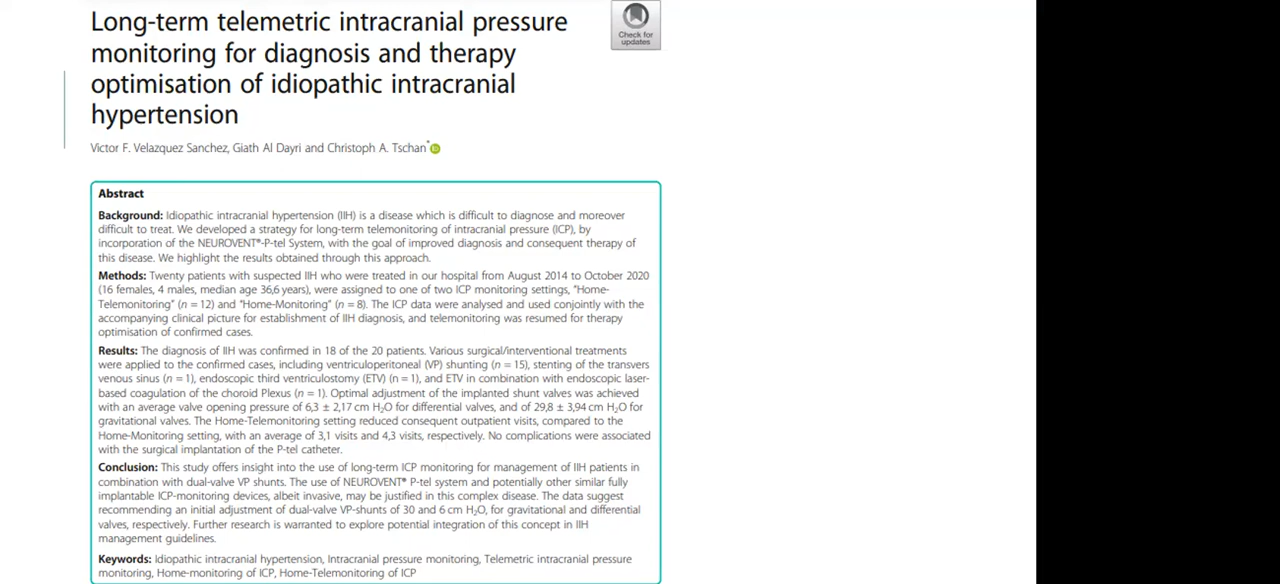 Long-term telemetric intracranial pressure
monitoring for diagnosis and therapy
optimisation of idiopathic intracranial
hypertension
Check for
updates
Victor F. Velazquez Sanchez, Giath Al Dayri and Christoph A. Tschan*
Abstract
Background: Idiopathic intracranial hypertension (IIH) is a disease which is difficult to diagnose and moreover
difficult to treat. We developed a strategy for long-term telemonitoring of intracranial pressure (ICP), by
incorporation of the NEUROVENT®-P-tel System, with the goal of improved diagnosis and consequent therapy of
this disease. We highlight the results obtained through this approach.
Methods: Twenty patients with suspected IIH who were treated in our hospital from August 2014 to October 2020
(16 females, 4 males, median age 36,6 years), were assigned to one of two ICP monitoring settings, "Home-
Telemonitoring" (n = 12) and "Home-Monitoring" (n = 8). The ICP data were analysed and used conjointly with the
accompanying clinical picture for establishment of IIH diagnosis, and telemonitoring was resumed for therapy
optimisation of confirmed cases.
Results: The diagnosis of IIH was confirmed in 18 of the 20 patients. Various surgical/interventional treatments
were applied to the confirmed cases, including ventriculoperitoneal (VP) shunting (n = 15), stenting of the transvers
venous sinus (n = 1), endoscopic third ventriculostomy (ETV) (n = 1), and ETV in combination with endoscopic laser-
based coagulation of the choroid Plexus (n = 1). Optimal adjustment of the implanted shunt valves was achieved
with an average valve opening pressure of 6,3 ± 2,17 cm H₂O for differential valves, and of 29,8 ± 3,94 cm H₂O for
gravitational valves. The Home-Telemonitoring setting reduced consequent outpatient visits, compared to the
Home-Monitoring setting, with an average of 3,1 visits and 4,3 visits, respectively. No complications were associated
with the surgical implantation of the P-tel catheter.
Conclusion: This study offers insight into the use of long-term ICP monitoring for management of IIH patients in
combination with dual-valve VP shunts. The use of NEUROVENT® P-tel system and potentially other similar fully
implantable ICP-monitoring devices, albeit invasive, may be justified in this complex disease. The data suggest
recommending an initial adjustment of dual-valve VP-shunts of 30 and 6 cm H₂O, for gravitational and differential
valves, respectively. Further research is warranted to explore potential integration of this concept in IIH
management guidelines.
Keywords: Idiopathic intracranial hypertension, Intracranial pressure monitoring, Telemetric intracranial pressure
monitoring, Home-monitoring of ICP, Home-Telemonitoring of ICP